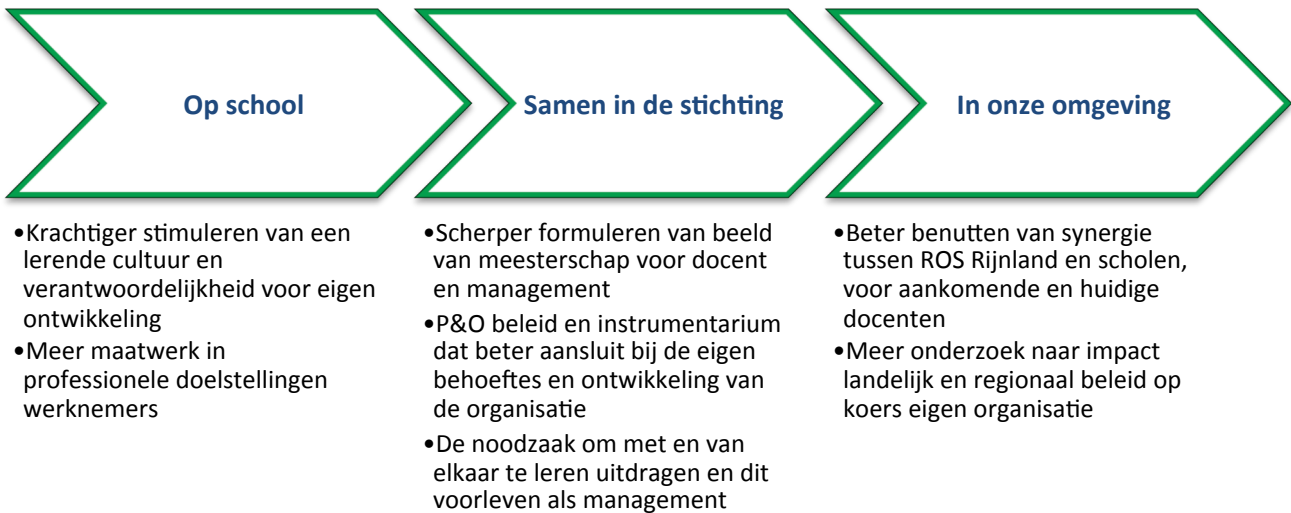 Op school
Samen in de stichting
In onze omgeving
•Krachtiger stimuleren van een
lerende cultuur en
verantwoordelijkheid voor eigen
ontwikkeling
•Meer maatwerk in
professionele doelstellingen
werknemers
•Scherper formuleren van beeld
van meesterschap voor docent
en management
•P&O beleid en instrumentarium
dat beter aansluit bij de eigen
behoeftes en ontwikkeling van
de organisatie
•De noodzaak om met en van
elkaar te leren uitdragen en dit
voorleven als management
•Beter benutten van synergie
tussen ROS Rijnland en scholen,
voor aankomende en huidige
docenten
•Meer onderzoek naar impact
landelijk en regionaal beleid op
koers eigen organisatie